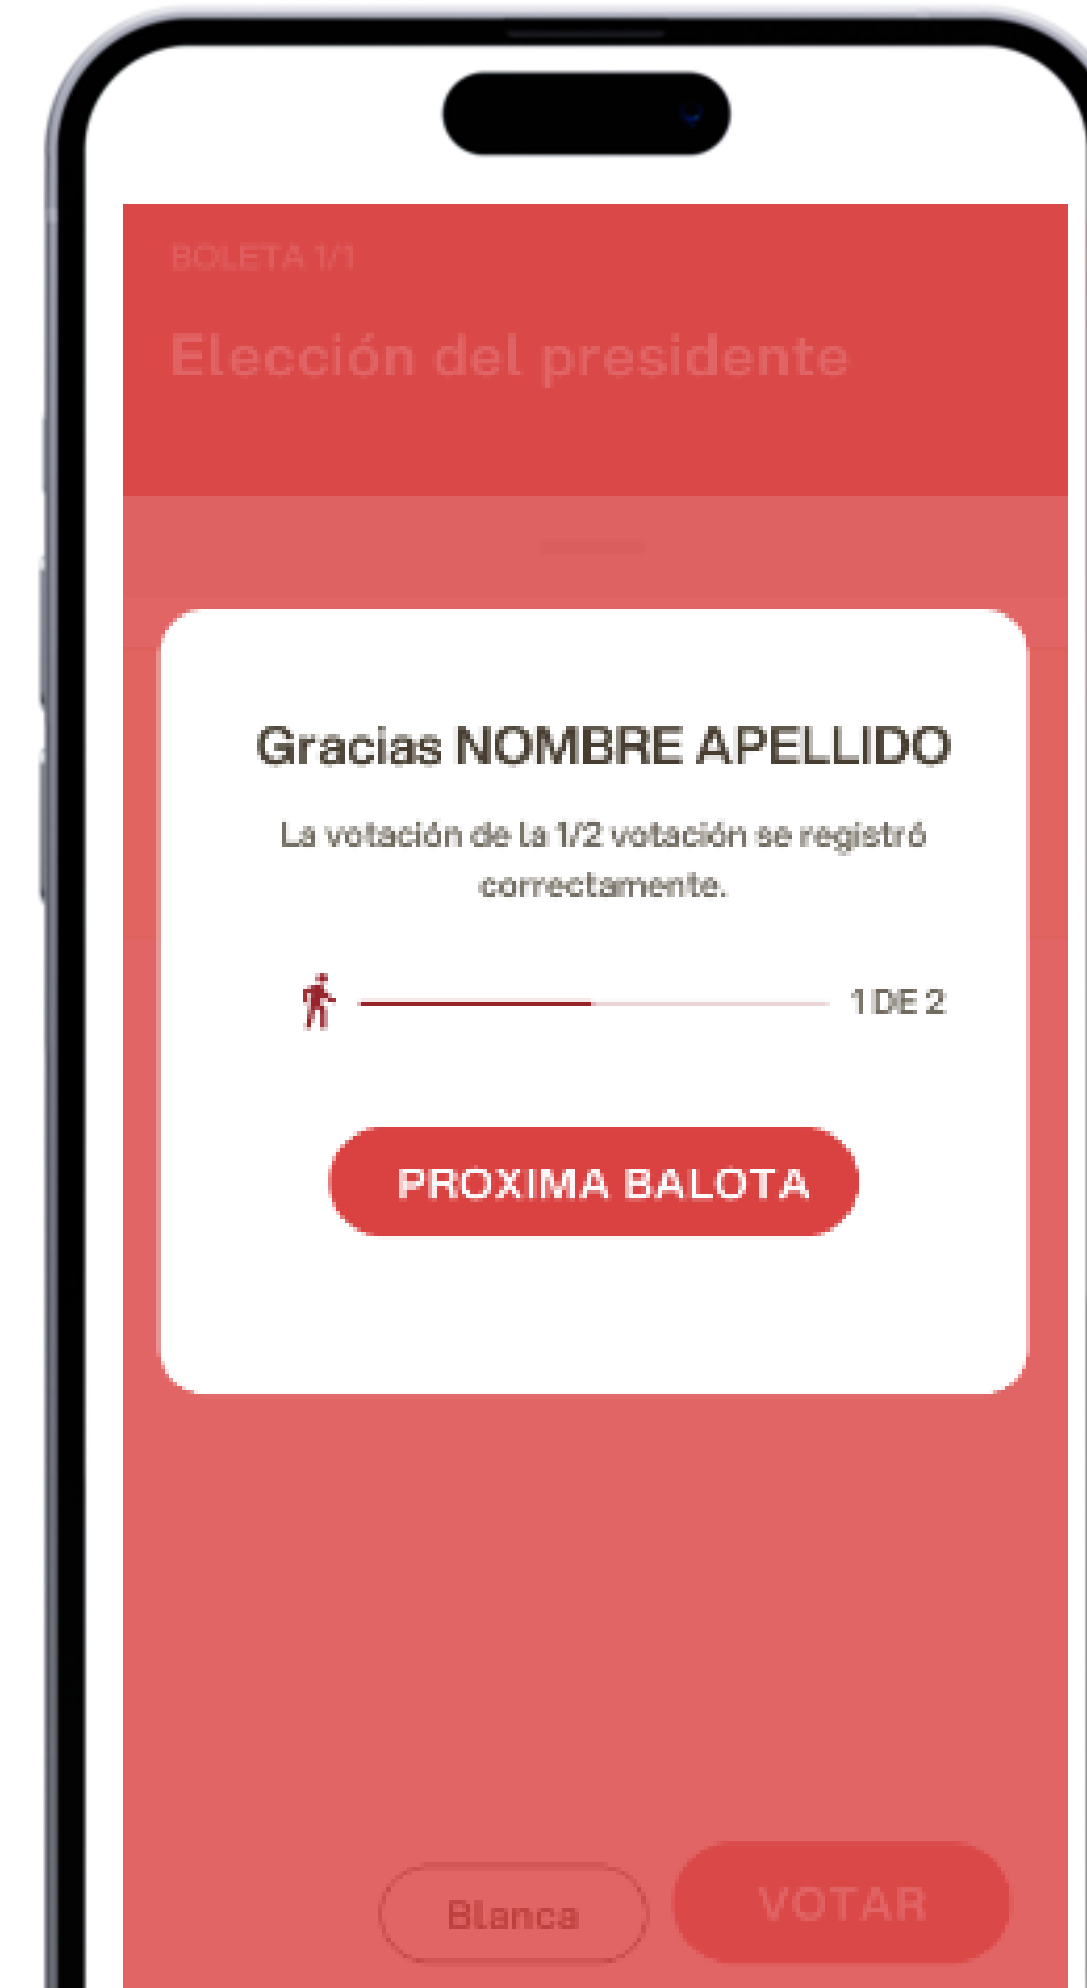 BOLETA 1/1
Elección del presidente
Gracias NOMBRE APELLIDO
La votación de la 1/2 votación se registró
correctamente.
1 DE 2
PROXIMA BALOTA
Blanca
VOTAR